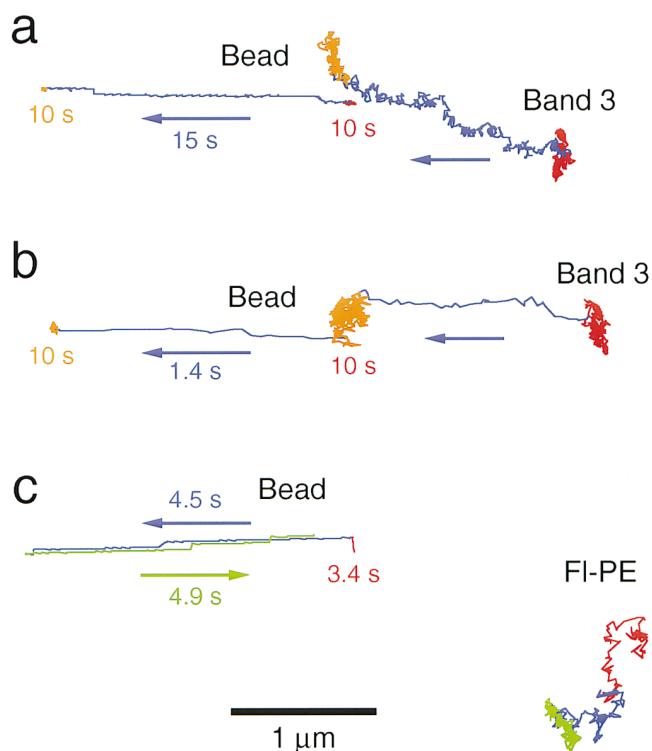 a
Bead
Band 3
10 s
15 s
10 s
b
Bead
Band 3
10 s
1.4 s
10 s
c
Bead
4.5 s
4.9 s
3.4 s
Fl-PE
1 μm